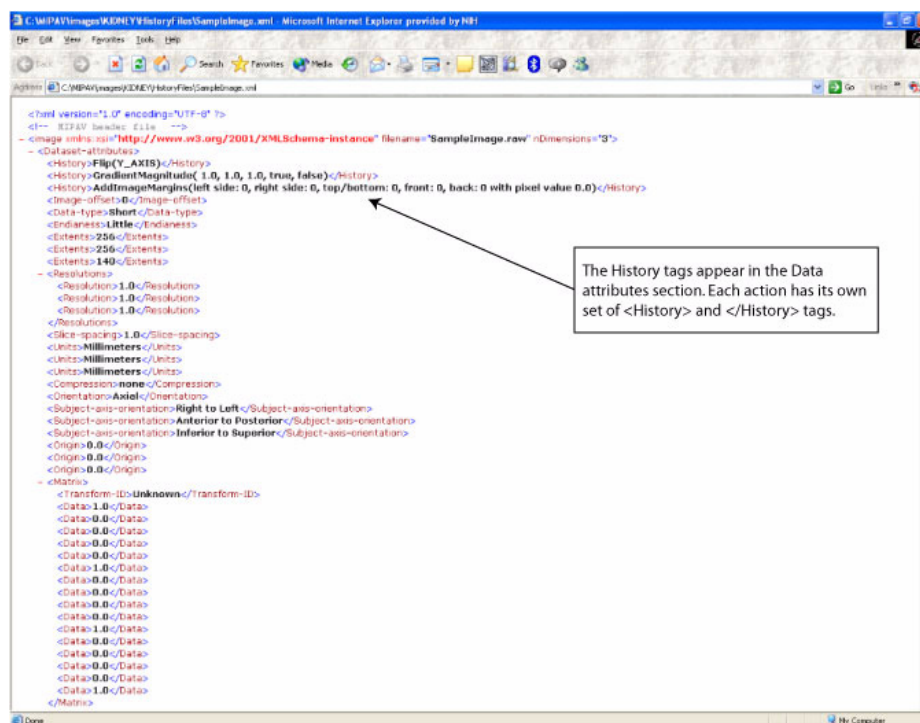 C:\MIPAV\images\KIDNEY\HistoryFiles\SampleImage.xml - Microsoft Internet Explorer provided by NIH
File Edit View Favorites Tools Help
Back Search Favorites Media
Address C:\MIPAV\images\KIDNEY\HistoryFiles\SampleImage.xml Go Links
<?xml version="1.0" encoding="UTF-8" ?>
<!-- MIPAV header file -->
- <image xmlns:xsi="http://www.w3.org/2001/XMLSchema-instance" filename="SampleImage.raw" nDimensions="3">
- <Dataset-attributes>
<History>Flip(Y_AXIS)</History>
<History>GradientMagnitude( 1.0, 1.0, 1.0, true, false)</History>
<History>AddImageMargins(left side: 0, right side: 0, top/bottom: 0, front: 0, back: 0 with pixel value 0.0)</History>
<Image-offset>0</Image-offset>
<Data-type>Short</Data-type>
<Endianess>Little</Endianess>
<Extents>256</Extents>
<Extents>256</Extents>
<Extents>140</Extents>
- <Resolutions>
<Resolution>1.0</Resolution>
<Resolution>1.0</Resolution>
<Resolution>1.0</Resolution>
</Resolutions>
<Slice-spacing>1.0</Slice-spacing>
<Units>Millimeters</Units>
<Units>Millimeters</Units>
<Units>Millimeters</Units>
<Compression>none</Compression>
<Orientation>Axial</Orientation>
<Subject-axis-orientation>Right to Left</Subject-axis-orientation>
<Subject-axis-orientation>Anterior to Posterior</Subject-axis-orientation>
<Subject-axis-orientation>Inferior to Superior</Subject-axis-orientation>
<Origin>0.0</Origin>
<Origin>0.0</Origin>
<Origin>0.0</Origin>
- <Matrix>
<Transform-ID>Unknown</Transform-ID>
<Data>1.0</Data>
<Data>0.0</Data>
<Data>0.0</Data>
<Data>0.0</Data>
<Data>0.0</Data>
<Data>1.0</Data>
<Data>0.0</Data>
<Data>0.0</Data>
<Data>0.0</Data>
<Data>0.0</Data>
<Data>1.0</Data>
<Data>0.0</Data>
<Data>0.0</Data>
<Data>0.0</Data>
<Data>0.0</Data>
<Data>1.0</Data>
</Matrix>
The History tags appear in the Data
attributes section. Each action has its own
set of <History> and </History> tags.
Done My Computer